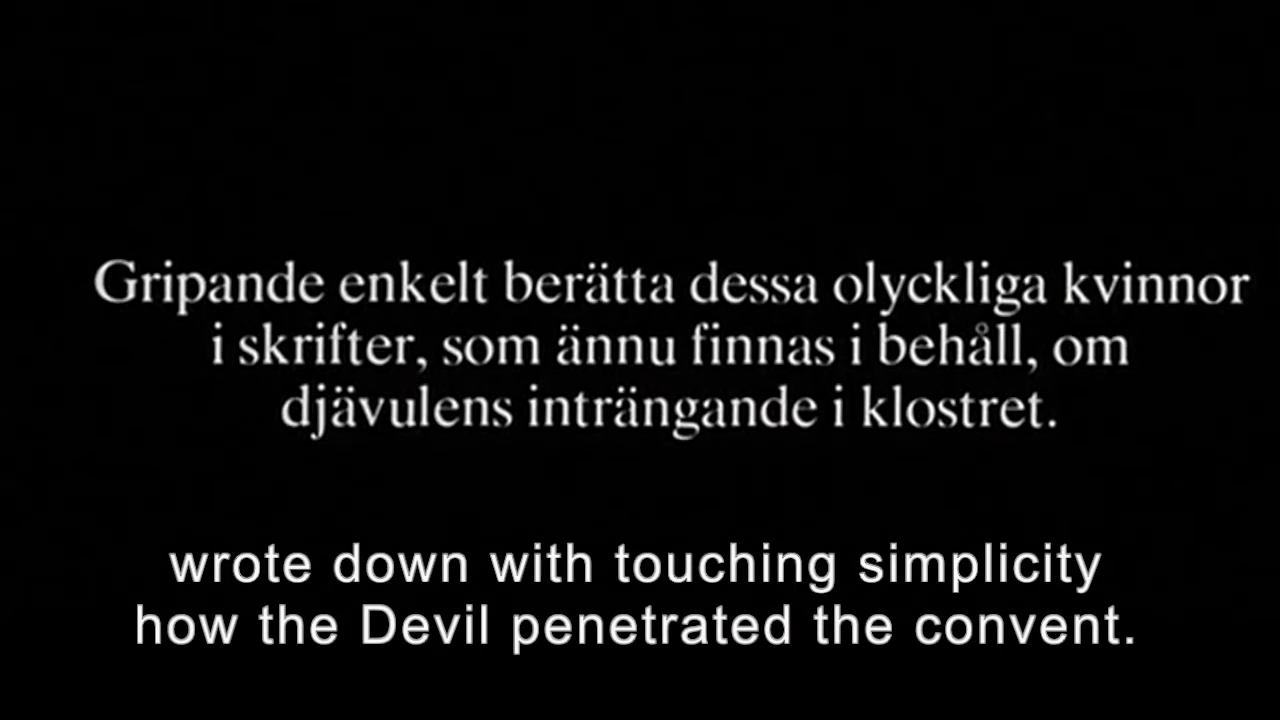 Gripande enkelt berätta dessa olyckliga kvinnor
i skrifter, som ännu finnas i behåll, om
djävulens inträngande i klostret.
wrote down with touching simplicity
how the Devil penetrated the convent.